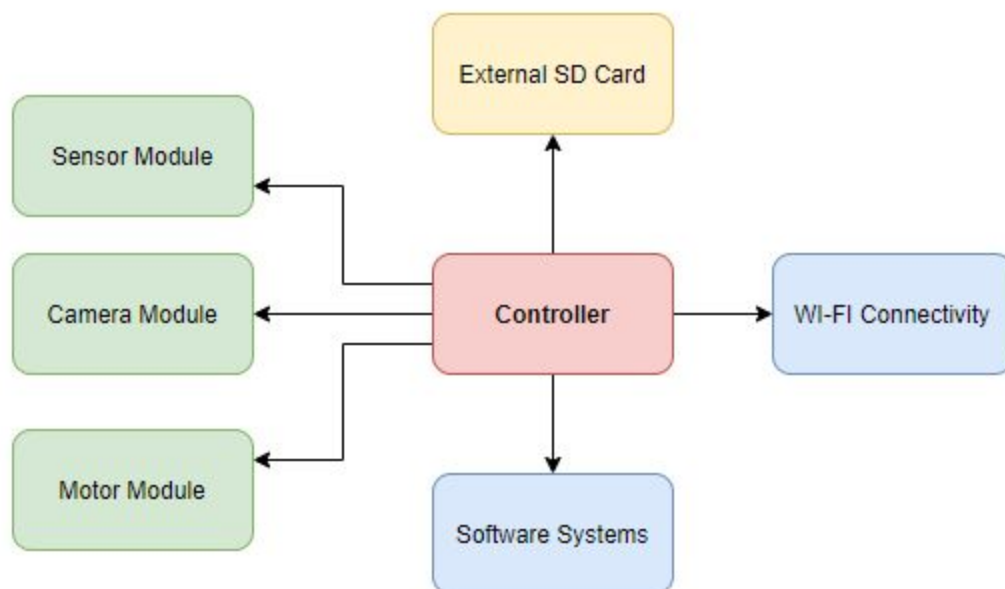 External SD Card
Sensor Module
Camera Module
Controller
WI-FI Connectivity
Motor Module
Software Systems